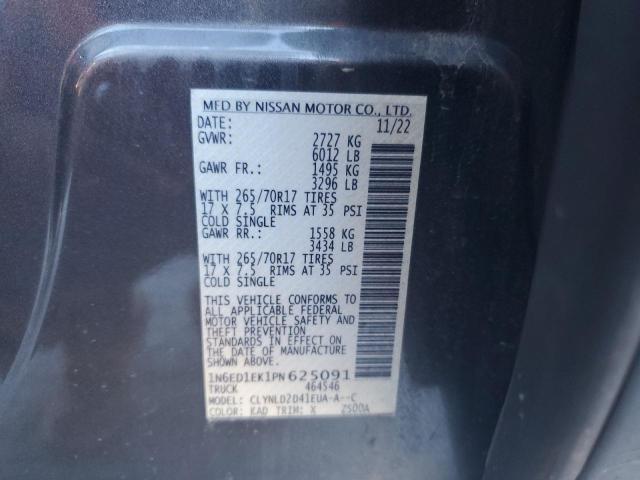 MFD BY NISSAN MOTOR CO., LTD.
DATE: 11/22
GVWR: 2727 KG
6012 LB
GAWR FR.: 1495 KG
3296 LB
WITH 265/70R17 TIRES
17 X 7.5 RIMS AT 35 PSI
COLD SINGLE
GAWR RR.: 1558 KG
3434 LB
WITH 265/70R17 TIRES
17 X 7.5 RIMS AT 35 PSI
COLD SINGLE
THIS VEHICLE CONFORMS TO
ALL APPLICABLE FEDERAL
MOTOR VEHICLE SAFETY AND
THEFT PREVENTION
STANDARDS IN EFFECT ON
THE DATE OF MANUFACTURE
SHOWN ABOVE.
1N6ED1EK1PN625091
TRUCK 464546
MODEL: CLYNLD2D41EUA-A--C
COLOR: KAD TRIM: X 2500A